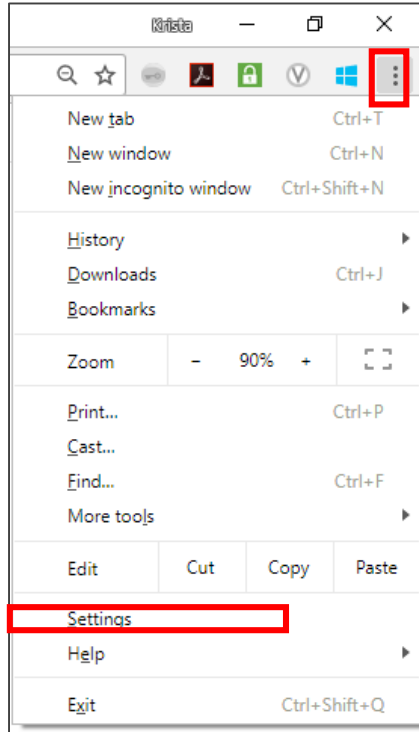 Krista
New tab Ctrl+T
New window Ctrl+N
New incognito window Ctrl+Shift+N
History
Downloads Ctrl+J
Bookmarks
Zoom - 90% +
Print... Ctrl+P
Cast...
Find... Ctrl+F
More tools
Edit Cut Copy Paste
Settings
Help
Exit Ctrl+Shift+Q